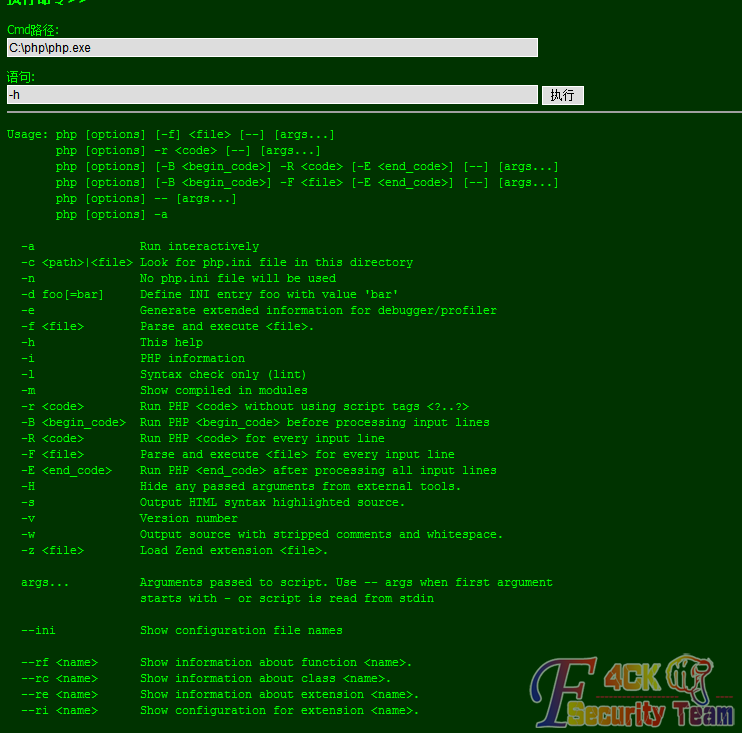 执行命令>>
Cmd路径:
C:\php\php.exe
语句:
-h 执行
Usage: php [options] [-f] <file> [--] [args...]
php [options] -r <code> [--] [args...]
php [options] [-B <begin_code>] -R <code> [-E <end_code>] [--] [args...]
php [options] [-B <begin_code>] -F <file> [-E <end_code>] [--] [args...]
php [options] -- [args...]
php [options] -a
-a Run interactively
-c <path>|<file> Look for php.ini file in this directory
-n No php.ini file will be used
-d foo[=bar] Define INI entry foo with value 'bar'
-e Generate extended information for debugger/profiler
-f <file> Parse and execute <file>.
-h This help
-i PHP information
-l Syntax check only (lint)
-m Show compiled in modules
-r <code> Run PHP <code> without using script tags <?..?>
-B <begin_code> Run PHP <begin_code> before processing input lines
-R <code> Run PHP <code> for every input line
-F <file> Parse and execute <file> for every input line
-E <end_code> Run PHP <end_code> after processing all input lines
-H Hide any passed arguments from external tools.
-s Output HTML syntax highlighted source.
-v Version number
-w Output source with stripped comments and whitespace.
-z <file> Load Zend extension <file>.
args... Arguments passed to script. Use -- args when first argument
starts with - or script is read from stdin
--ini Show configuration file names
--rf <name> Show information about function <name>.
--rc <name> Show information about class <name>.
--re <name> Show information about extension <name>.
--ri <name> Show configuration for extension <name>.
F4CK
Security Team